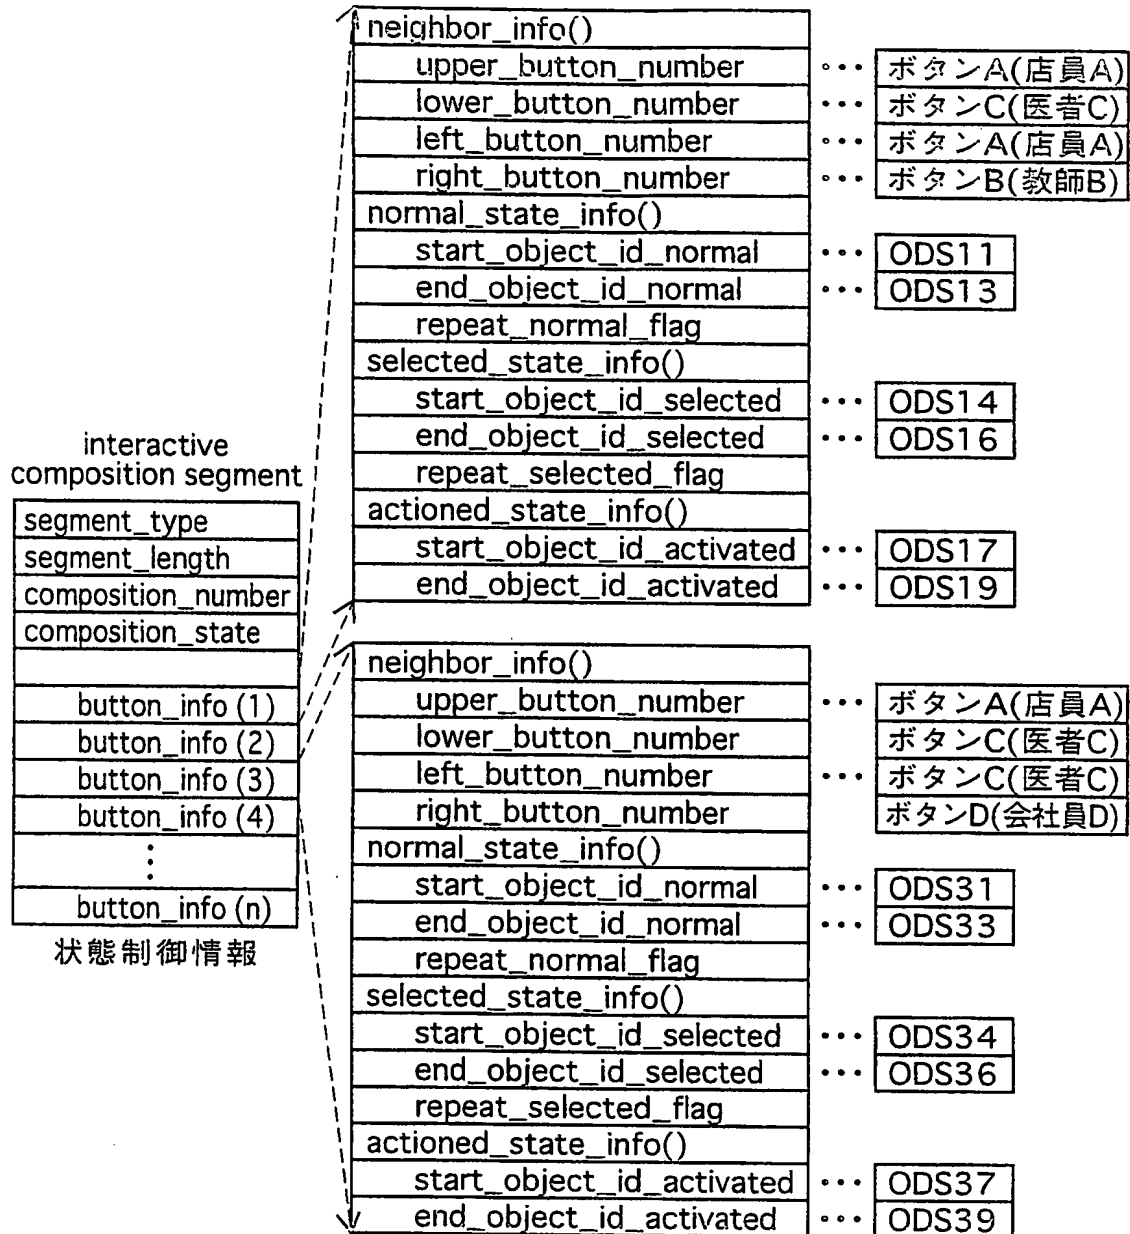 neighbor_info()
upper_button_number ••• ボタンA(店員A)
lower_button_number ••• ボタンC(医者C)
left_button_number ••• ボタンA(店員A)
right_button_number ••• ボタンB(教師B)
normal_state_info()
start_object_id_normal ••• ODS11
end_object_id_normal ••• ODS13
repeat_normal_flag
selected_state_info()
start_object_id_selected ••• ODS14
end_object_id_selected ••• ODS16
repeat_selected_flag
actioned_state_info()
start_object_id_activated ••• ODS17
end_object_id_activated ••• ODS19
interactive
composition segment
segment_type
segment_length
composition_number
composition_state
button_info (1)
button_info (2)
button_info (3)
button_info (4)
⋮
button_info (n)
状態制御情報
neighbor_info()
upper_button_number ••• ボタンA(店員A)
lower_button_number ボタンC(医者C)
left_button_number ••• ボタンC(医者C)
right_button_number ボタンD(会社員D)
normal_state_info()
start_object_id_normal ••• ODS31
end_object_id_normal ••• ODS33
repeat_normal_flag
selected_state_info()
start_object_id_selected ••• ODS34
end_object_id_selected ••• ODS36
repeat_selected_flag
actioned_state_info()
start_object_id_activated ••• ODS37
end_object_id_activated ••• ODS39